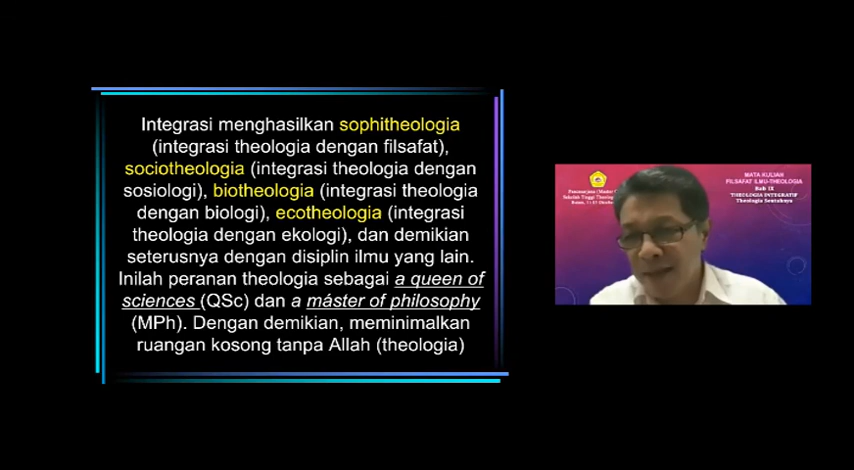 Integrasi menghasilkan sophitheologia
(integrasi theologia dengan filsafat),
sociotheologia (integrasi theologia dengan
sosiologi), biotheologia (integrasi theologia
dengan biologi), ecotheologia (integrasi
theologia dengan ekologi), dan demikian
seterusnya dengan disiplin ilmu yang lain.
Inilah peranan theologia sebagai a queen of
sciences (QSc) dan a máster of philosophy
(MPh). Dengan demikian, meminimalkan
ruangan kosong tanpa Allah (theologia)
Sekolah Tinggi
MATA KULIAH
FILSAFAT ILMU-THEOLOGIA
Bab IX
THEOLOGIA INTEGRATIF
Theologia Sentuhnya